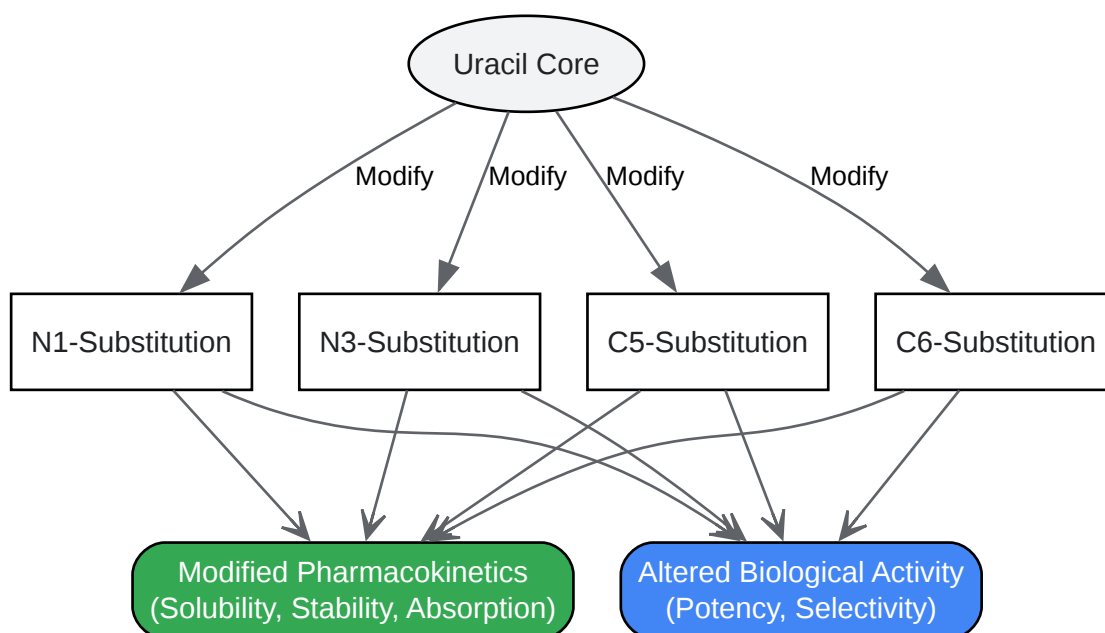 Uracil Core
Modify
Modify
Modify
Modify
N1-Substitution
N3-Substitution
C5-Substitution
C6-Substitution
Modified Pharmacokinetics
(Solubility, Stability, Absorption)
Altered Biological Activity
(Potency, Selectivity)